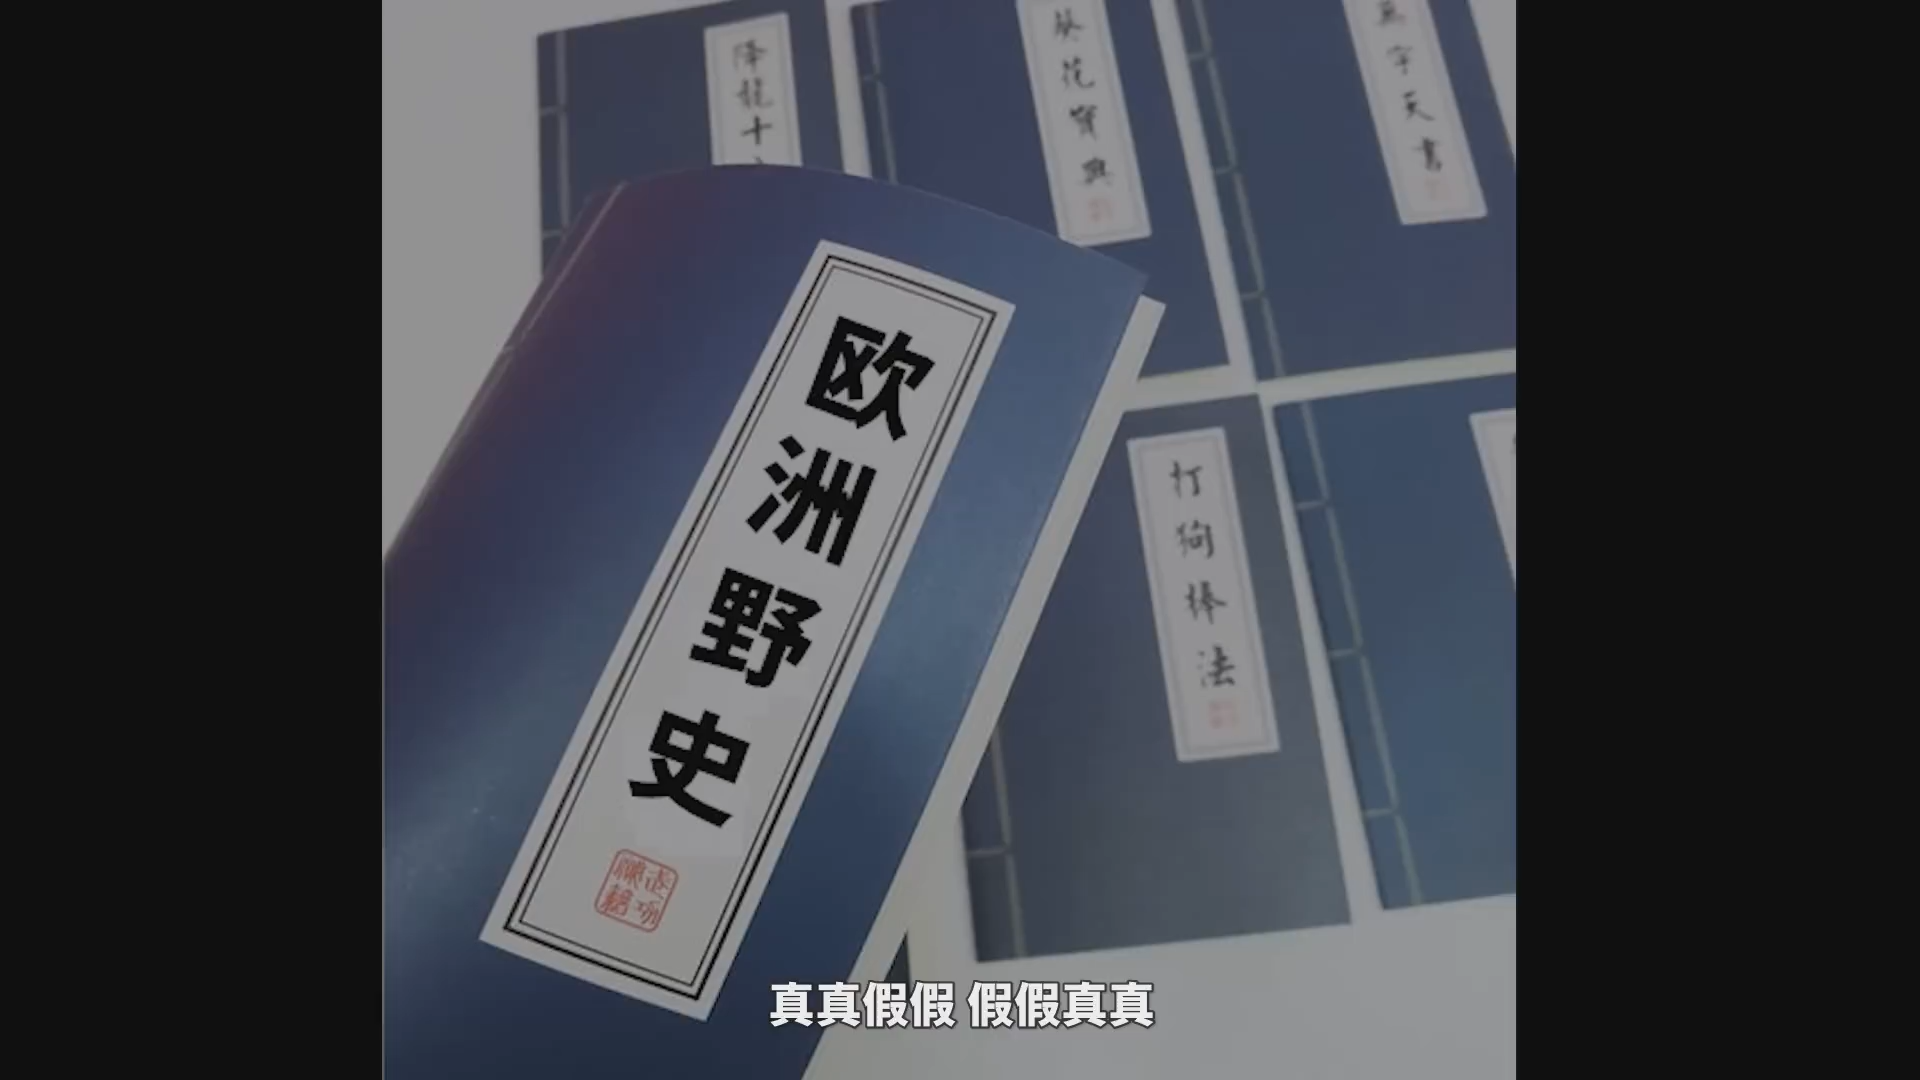 降龍十
葵花寶典
無字天書
欧洲野史
打狗棒法
真真假假 假假真真